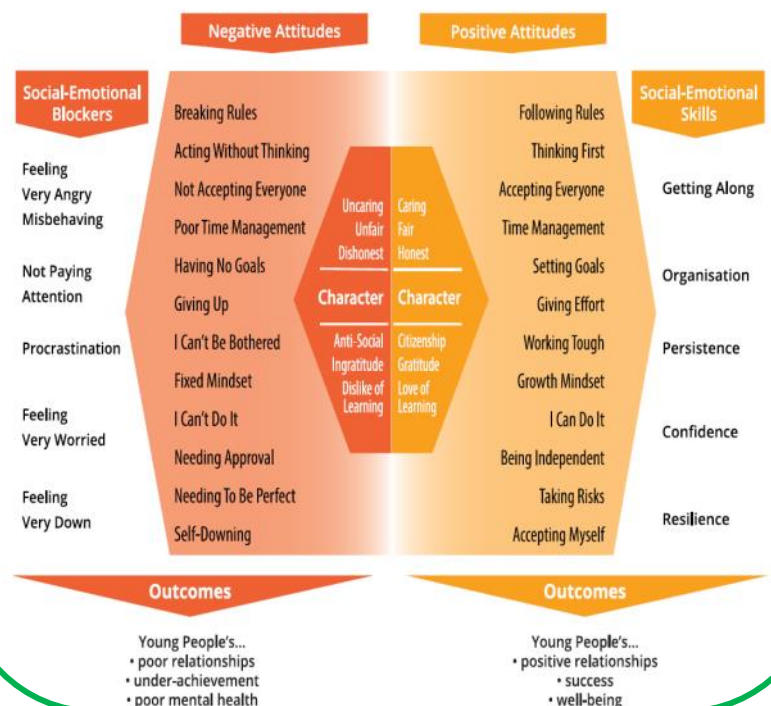 Negative Attitudes
Positive Attitudes
Social-Emotional
Blockers
Feeling
Very Angry
Misbehaving
Not Paying
Attention
Procrastination
Feeling
Very Worried
Feeling
Very Down
Breaking Rules
Acting Without Thinking
Not Accepting Everyone
Poor Time Management
Having No Goals
Giving Up
I Can't Be Bothered
Fixed Mindset
I Can't Do It
Needing Approval
Needing To Be Perfect
Self-Downing
Uncaring
Unfair
Dishonest
Character
Anti-Social
Ingratitude
Dislike of
Learning
Caring
Fair
Honest
Character
Citizenship
Gratitude
Love of
Learning
Following Rules
Thinking First
Accepting Everyone
Time Management
Setting Goals
Giving Effort
Working Tough
Growth Mindset
I Can Do It
Being Independent
Taking Risks
Accepting Myself
Social-Emotional
Skills
Getting Along
Organisation
Persistence
Confidence
Resilience
Outcomes
Young People's...
• poor relationships
• under-achievement
• poor mental health
Outcomes
Young People's...
• positive relationships
• success
• well-being